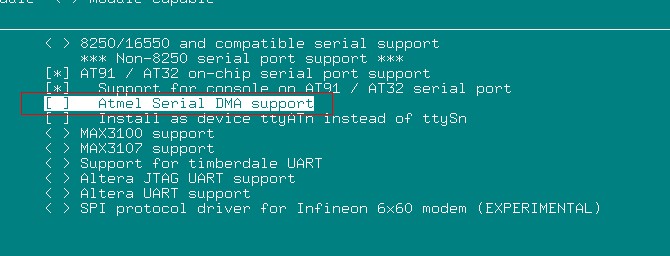 < > module capable
< > 8250/16550 and compatible serial support
*** Non-8250 serial port support ***
[*] AT91 / AT32 on-chip serial port support
[*] Support for console on AT91 / AT32 serial port
[ ] Atmel Serial DMA support
[ ] Install as device ttyATn instead of ttySn
< > MAX3100 support
< > MAX3107 support
< > Support for timberdale UART
< > Altera JTAG UART support
< > Altera UART support
< > SPI protocol driver for Infineon 6x60 modem (EXPERIMENTAL)